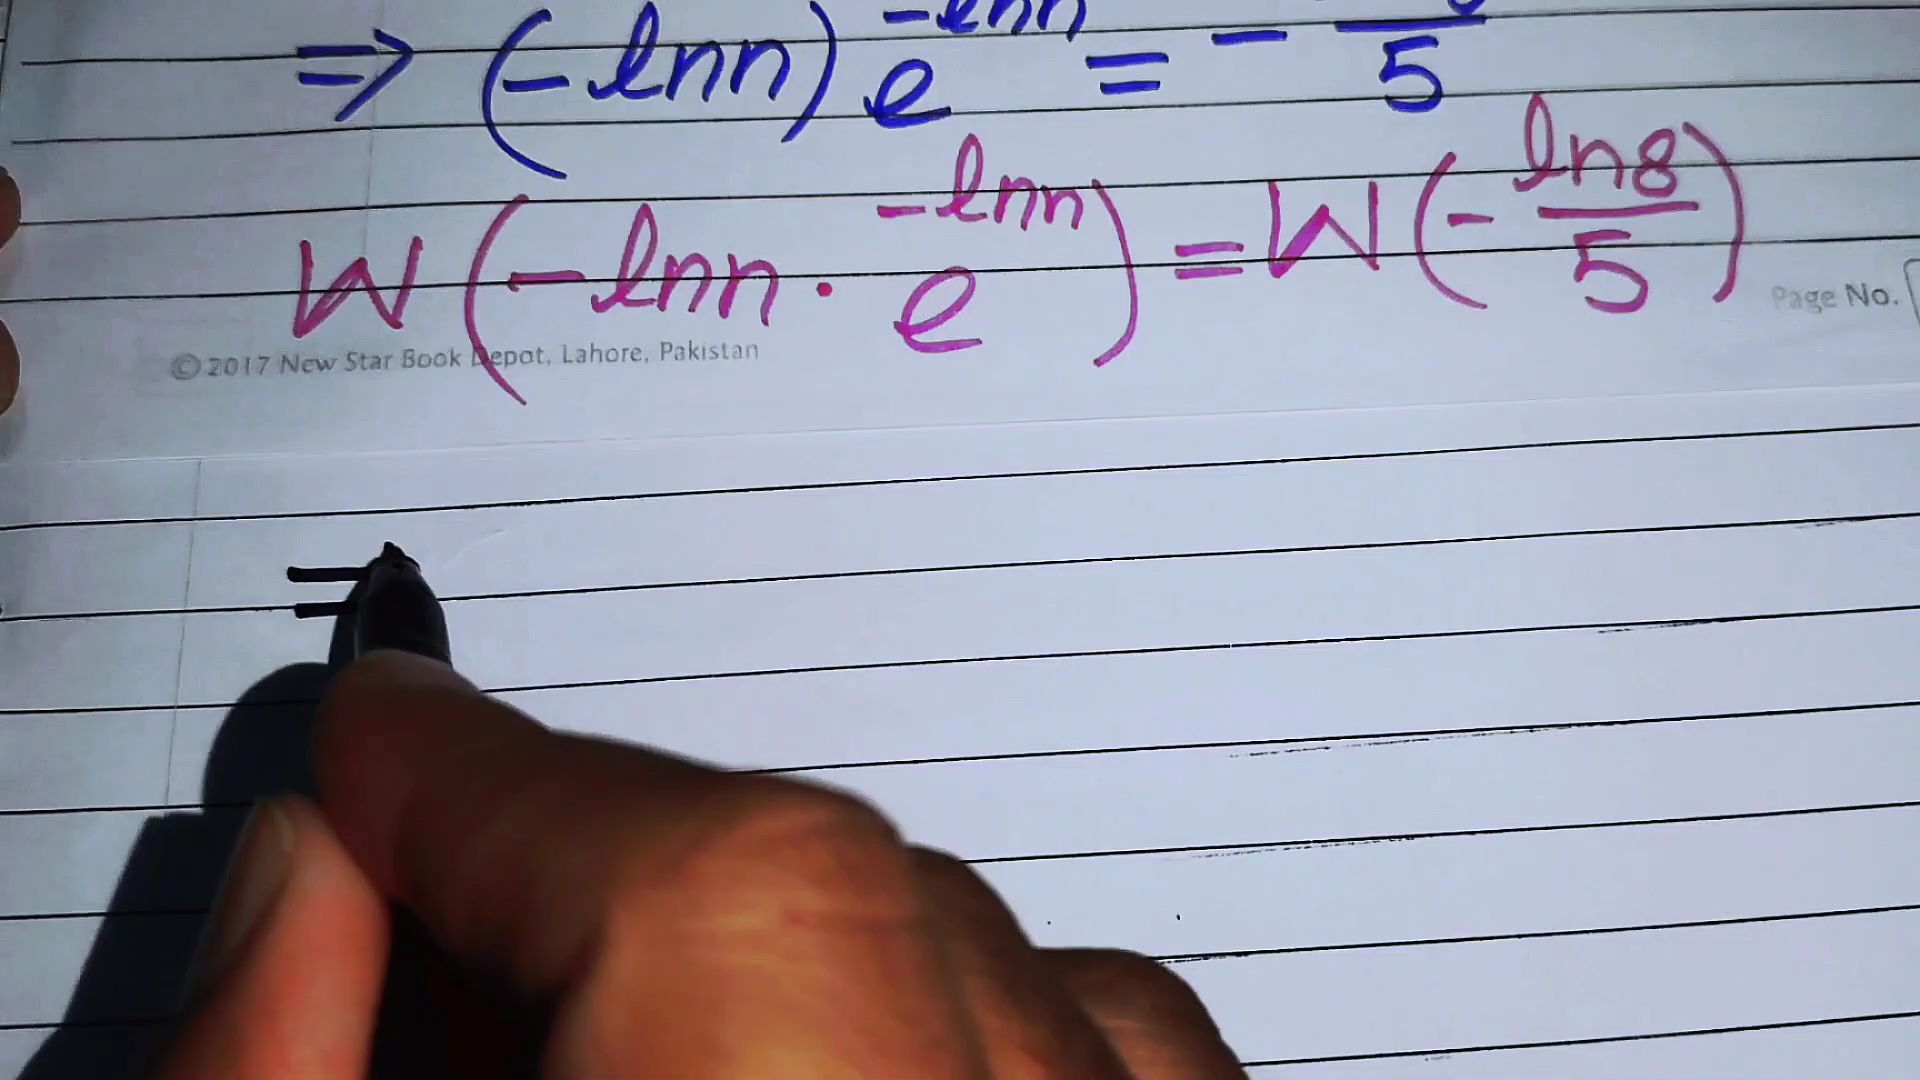 ⇒ (-lnn) e^-lnn = - /5
W(-lnn · e^-lnn) = W(-ln8/5)
Page No.
© 2017 New Star Book Depot, Lahore, Pakistan
=